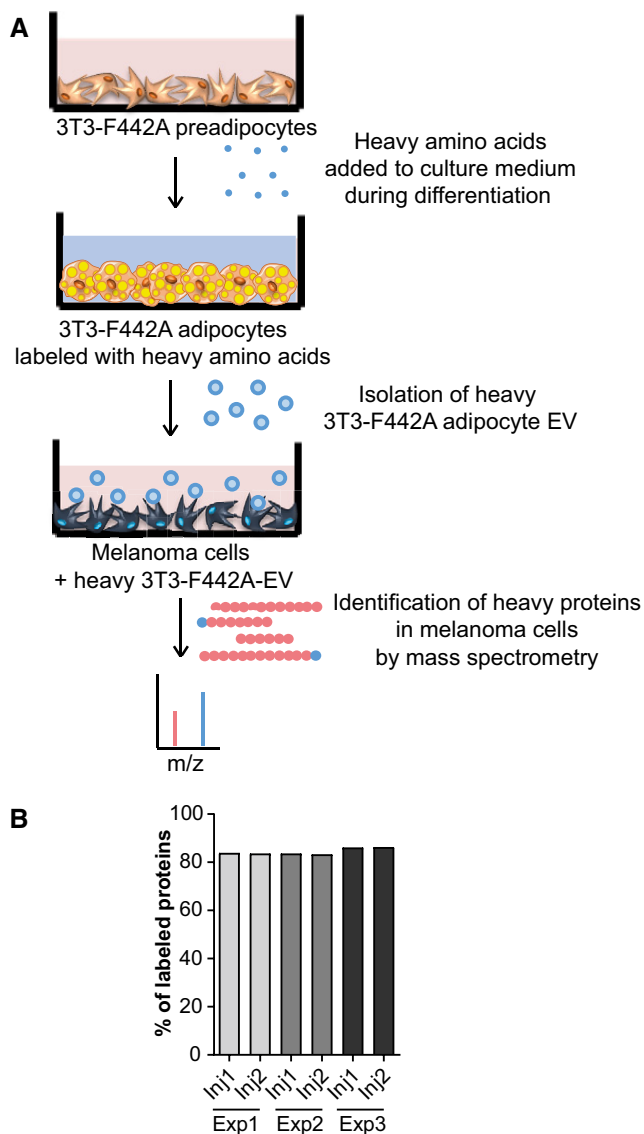 A
3T3-F442A preadipocytes
Heavy amino acids
added to culture medium
during differentiation
3T3-F442A adipocytes
labeled with heavy amino acids
Isolation of heavy
3T3-F442A adipocyte EV
Melanoma cells
+ heavy 3T3-F442A-EV
Identification of heavy proteins
in melanoma cells
by mass spectrometry
m/z
B
% of labeled proteins
100
80
60
40
20
0
Inj1 Inj2 Inj1 Inj2 Inj1 Inj2
Exp1 Exp2 Exp3